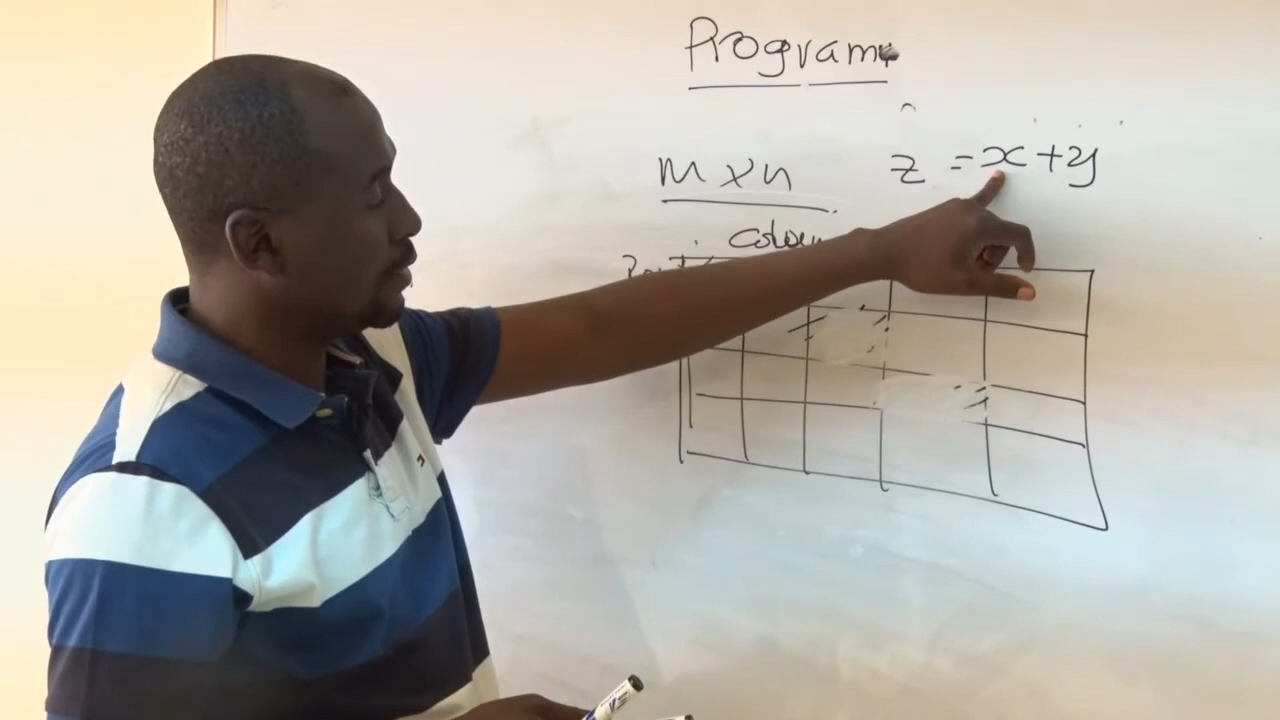 Program
m x n
z = x + y